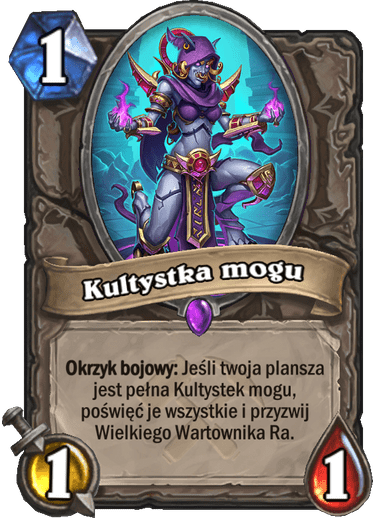 1
Kultystka mogu
Okrzyk bojowy: Jeśli twoja plansza
jest pełna Kultystek mogu,
poświęć je wszystkie i przyzwij
Wielkiego Wartownika Ra.
1
1